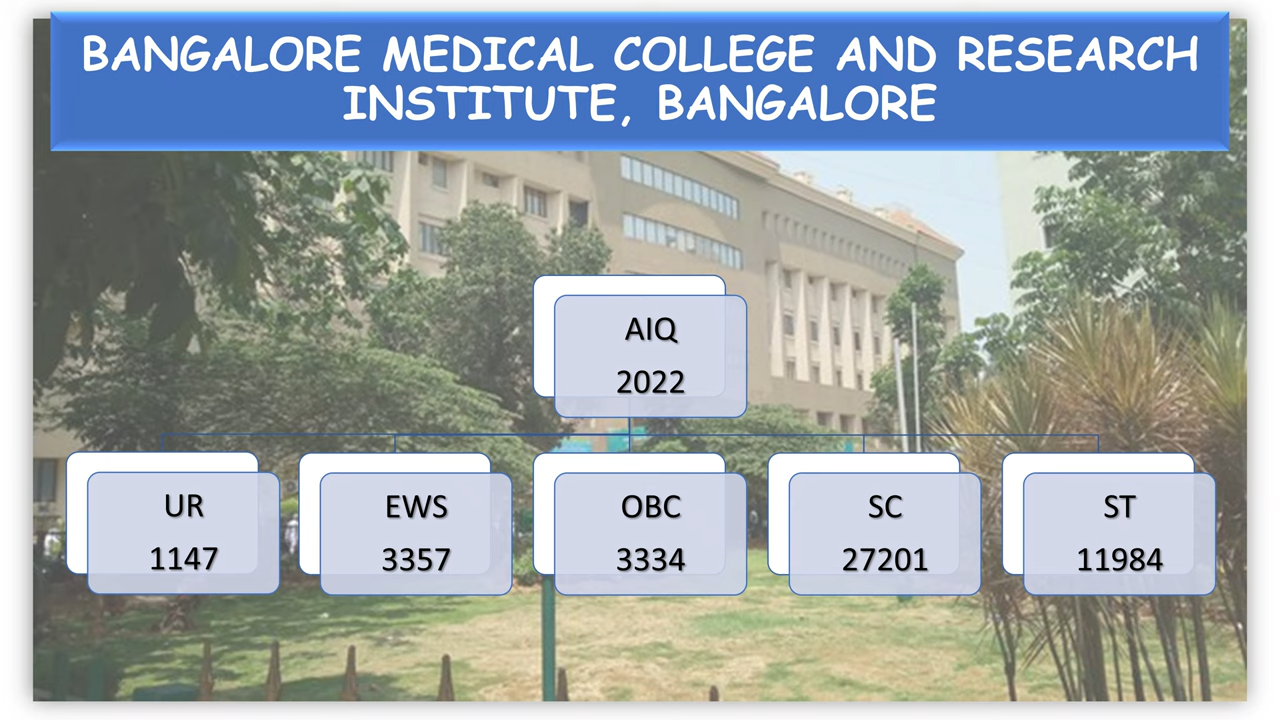 BANGALORE MEDICAL COLLEGE AND RESEARCH
INSTITUTE, BANGALORE
AIQ
2022
UR
1147
EWS
3357
OBC
3334
SC
27201
ST
11984